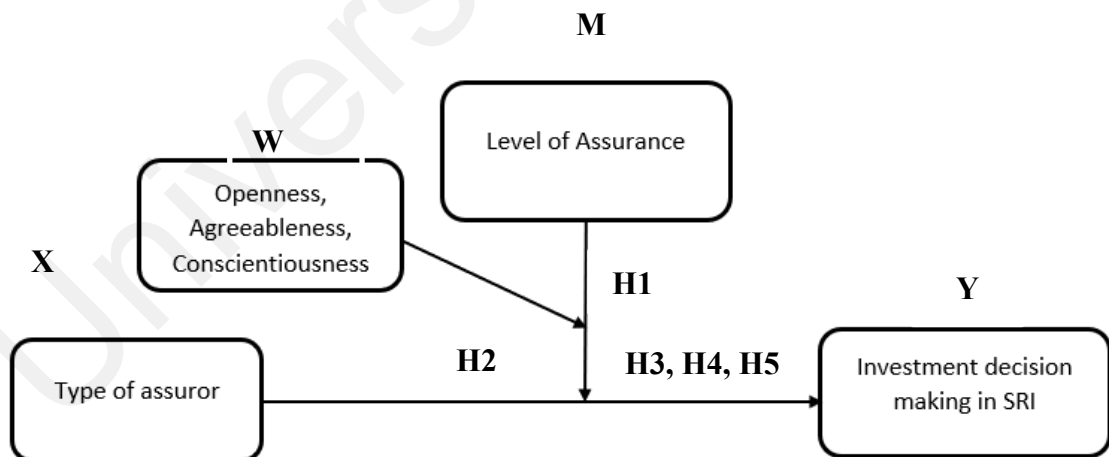 M
Level of Assurance
W
Openness,
Agreeableness,
Conscientiousness
X
H1
Y
H2
H3, H4, H5
Type of assuror
Investment decision
making in SRI
Univers